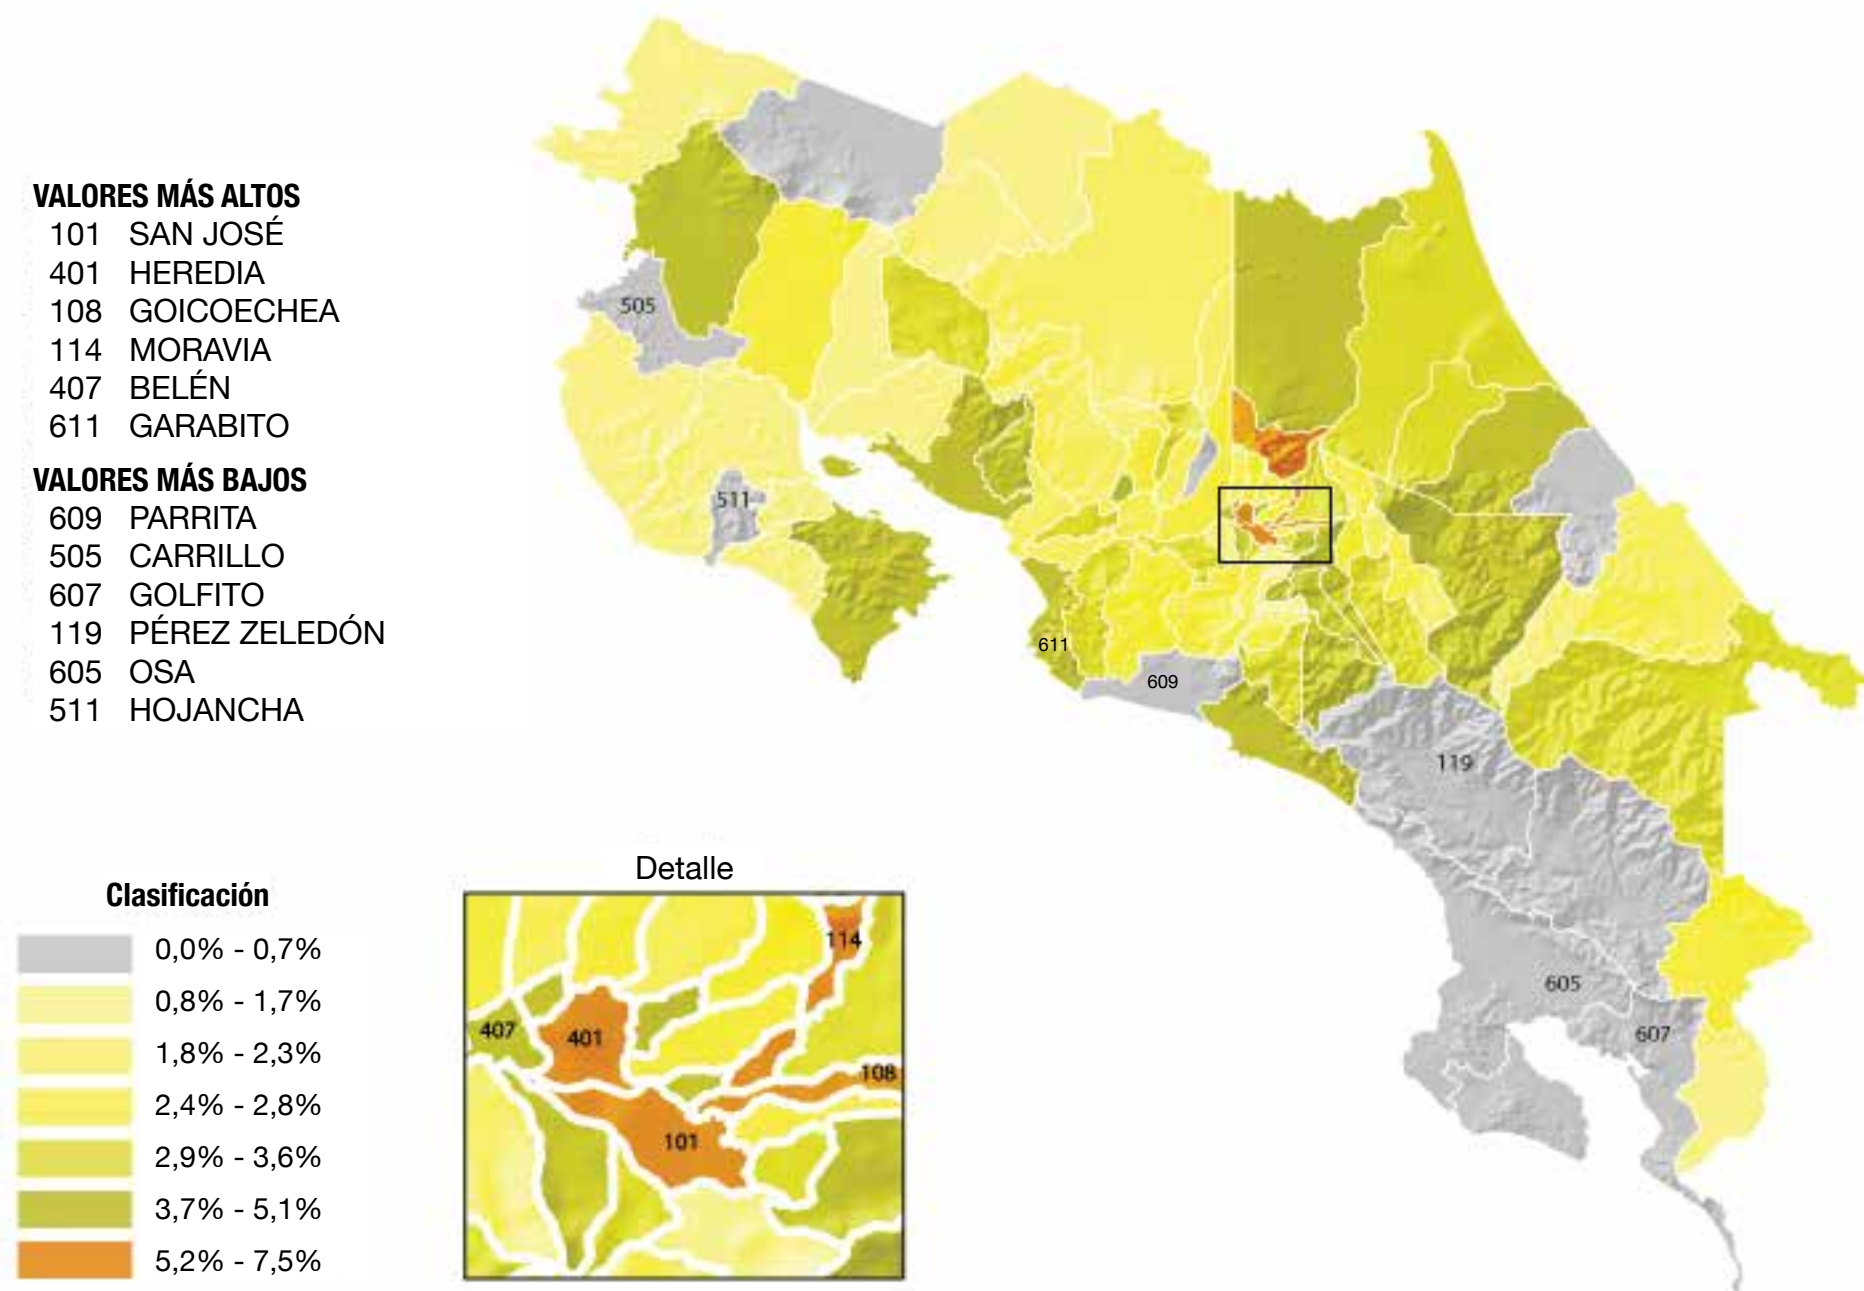 VALORES MÁS ALTOS
101 SAN JOSÉ
401 HEREDIA
108 GOICOECHEA
114 MORAVIA
407 BELÉN
611 GARABITO
VALORES MÁS BAJOS
609 PARRITA
505 CARRILLO
607 GOLFITO
119 PÉREZ ZELEDÓN
605 OSA
511 HOJANCHA
505
511
611
609
119
605
607
Clasificación
0,0% - 0,7%
0,8% - 1,7%
1,8% - 2,3%
2,4% - 2,8%
2,9% - 3,6%
3,7% - 5,1%
5,2% - 7,5%
Detalle
114
407
401
108
101